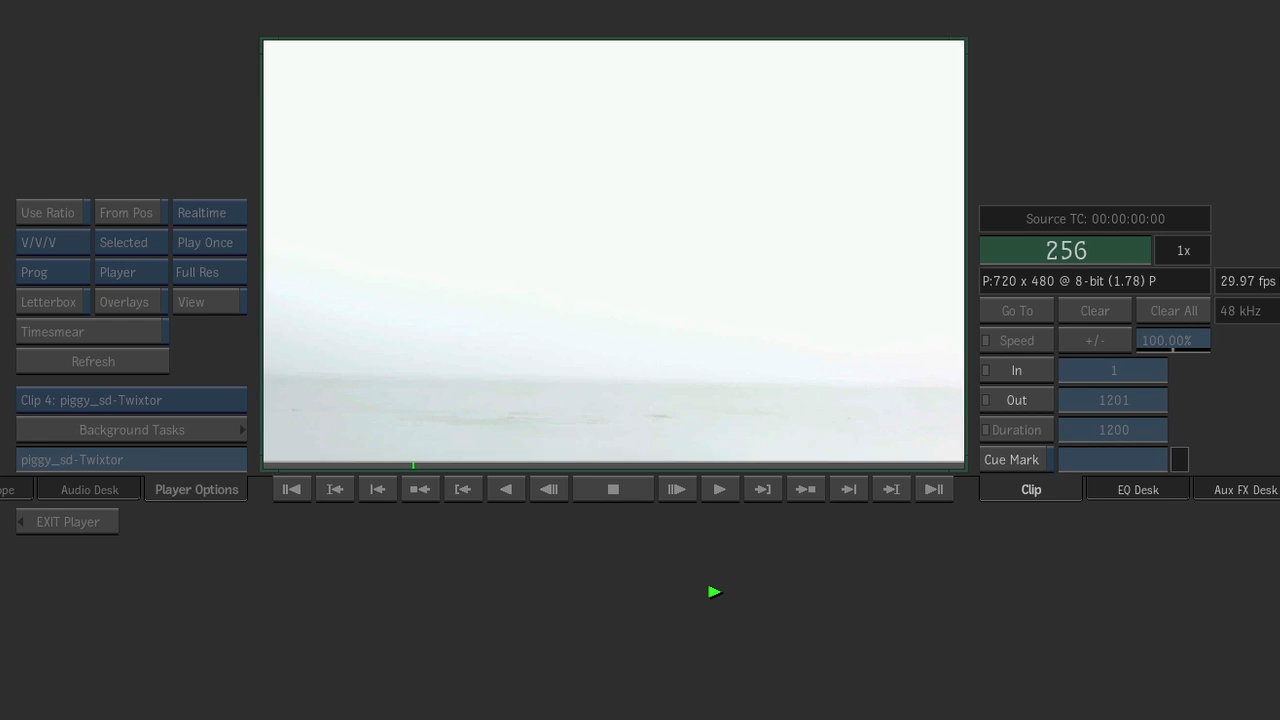 Use Ratio From Pos Realtime
V/V/V Selected Play Once
Prog Player Full Res
Letterbox Overlays View
Timesmear
Refresh
Clip 4: piggy_sd-Twixtor
Background Tasks
piggy_sd-Twixtor
Audio Desk Player Options
EXIT Player
Source TC: 00:00:00:00
256 1x
P:720 x 480 @ 8-bit (1.78) P 29.97 fps
Go To Clear Clear All 48 kHz
Speed +/- 100.00%
In 1
Out 1201
Duration 1200
Cue Mark
Clip EQ Desk Aux FX Desk